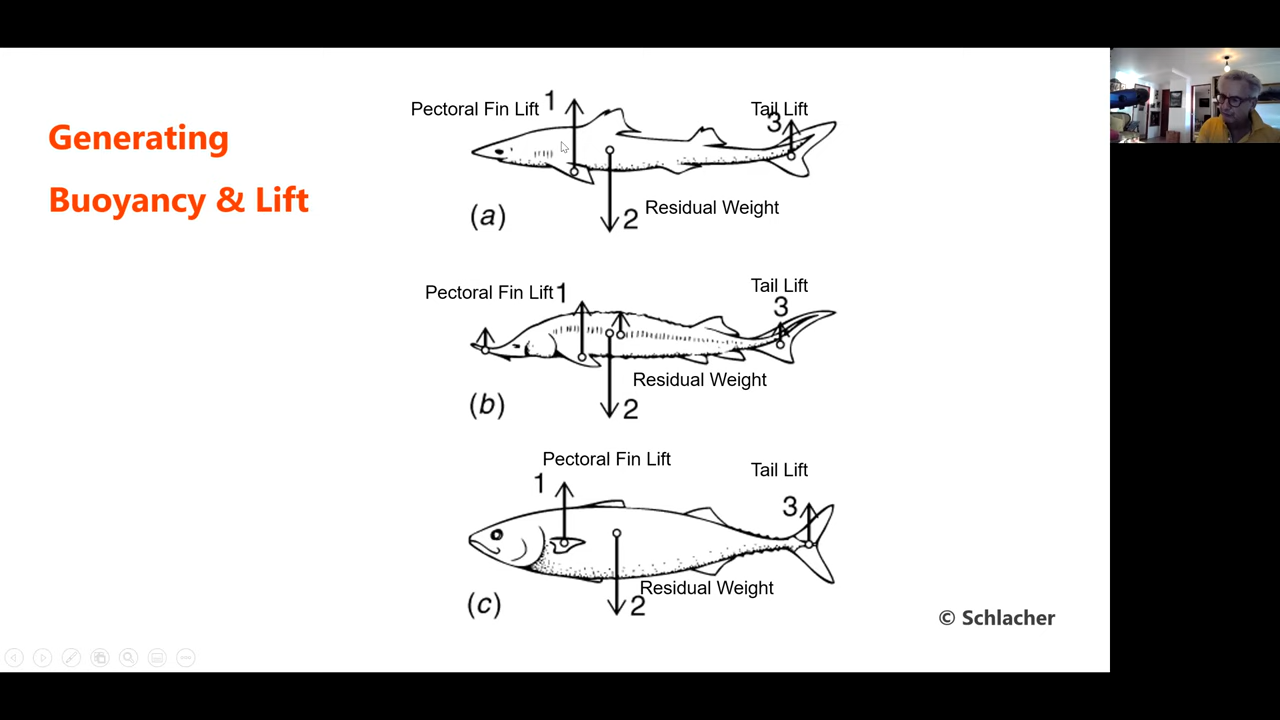 Generating
Buoyancy & Lift
Pectoral Fin Lift 1
Tail Lift
3
2 Residual Weight
(a)
Pectoral Fin Lift 1
Tail Lift
3
Residual Weight
(b)
2
Pectoral Fin Lift
Tail Lift
1
3
Residual Weight
(c)
2
© Schlacher